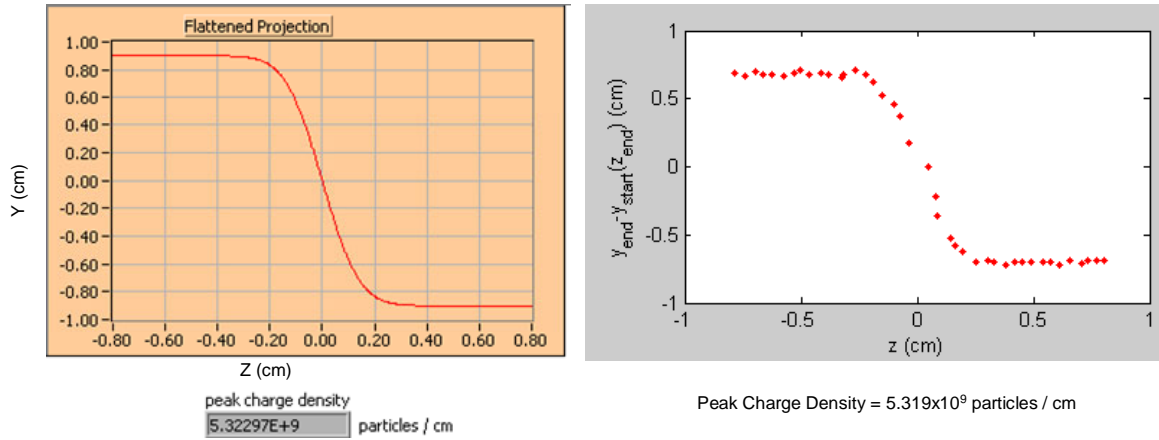 Flattened Projection
1.00
0.80
0.60
0.40
0.20
0.00
-0.20
-0.40
-0.60
-0.80
-1.00
Y (cm)
-0.80 -0.60 -0.40 -0.20 0.00 0.20 0.40 0.60 0.80
Z (cm)
peak charge density
5.32297E+9 particles / cm
1
0.5
0
-0.5
-1
y_end-y_start(z_end) (cm)
-1 -0.5 0 0.5 1
z (cm)
Peak Charge Density = 5.319x10⁹ particles / cm